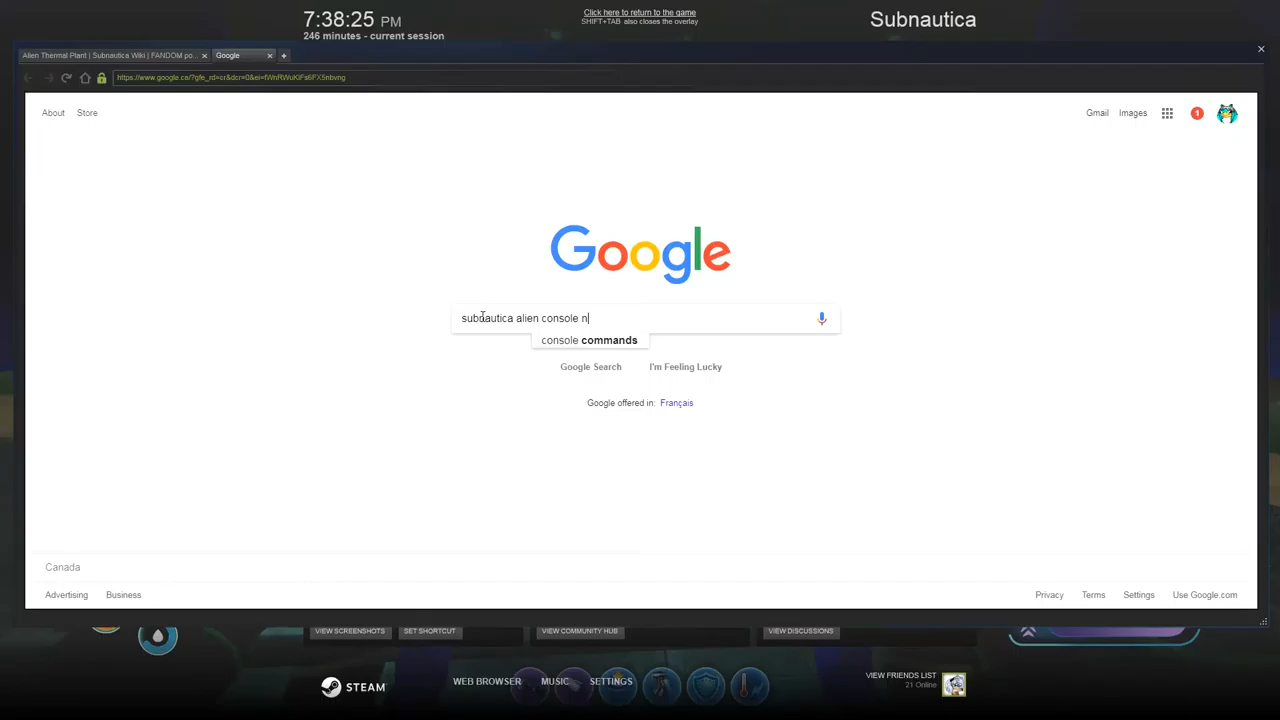 7:38:25 PM
246 minutes - current session
Click here to return to the game
SHIFT+TAB also closes the overlay
Subnautica
Alien Thermal Plant | Subnautica Wiki | FANDOM po...
Google
https://www.google.ca/?gfe_rd=cr&dcr=0&ei=
About Store
Gmail Images 1
Google
subnautica alien console n
console commands
Google Search I'm Feeling Lucky
Google offered in: Français
Canada
Advertising Business
Privacy Terms Settings Use Google.com
VIEW SCREENSHOTS SET SHORTCUT VIEW COMMUNITY HUB VIEW DISCUSSIONS
STEAM
WEB BROWSER MUSIC SETTINGS
VIEW FRIENDS LIST
21 Online